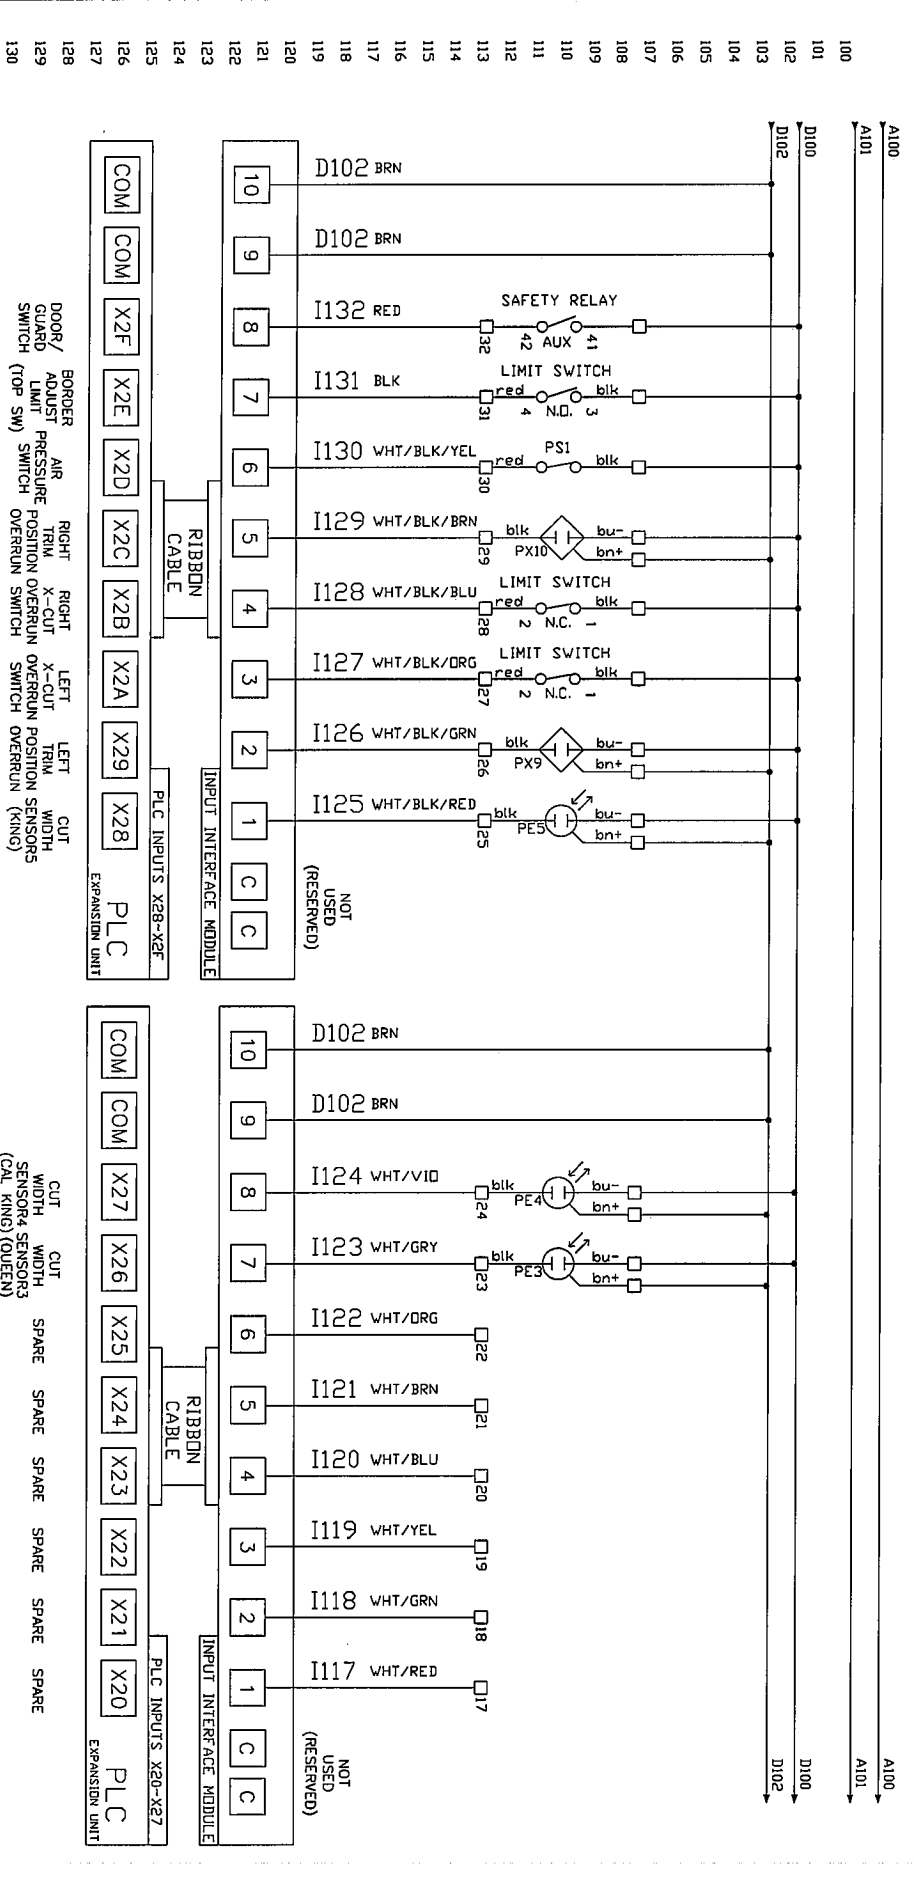 100
101
102
103
104
105
106
107
108
109
110
111
112
113
114
115
116
117
118
119
120
121
122
123
124
125
126
127
128
129
130
A100
A101
D100
D102
D102 BRN
D102 BRN
I132 RED
SAFETY RELAY
32
42 AUX 41
I131 BLK
LIMIT SWITCH
red blk
31
4 N.O. 3
I130 WHT/BLK/YEL
PS1
red blk
30
I129 WHT/BLK/BRN
blk bu-
29
PX10 bn+
I128 WHT/BLK/BLU
LIMIT SWITCH
red blk
28
2 N.C. 1
I127 WHT/BLK/ORG
LIMIT SWITCH
red blk
27
2 N.C. 1
I126 WHT/BLK/GRN
blk bu-
26
PX9 bn+
I125 WHT/BLK/RED
blk bu-
25
PE5 bn+
NOT
USED
(RESERVED)
10
9
8
7
6
5
4
3
2
1
C
C
INPUT INTERFACE MODULE
RIBBON
CABLE
PLC INPUTS X28~X2F
COM
COM
X2F
X2E
X2D
X2C
X2B
X2A
X29
X28
PLC
EXPANSION UNIT
DOOR/
GUARD
SWITCH
BORDER
ADJUST
LIMIT
(TOP SW)
AIR
PRESSURE
SWITCH
RIGHT
TRIM
POSITION
OVERRUN
RIGHT
X-CUT
OVERRUN
SWITCH
LEFT
X-CUT
OVERRUN
SWITCH
LEFT
TRIM
POSITION
OVERRUN
CUT
WIDTH
SENSOR5
(KING)
D102 BRN
D102 BRN
I124 WHT/VIO
blk bu-
24
PE4 bn+
I123 WHT/GRY
blk bu-
23
PE3 bn+
I122 WHT/ORG
22
I121 WHT/BRN
21
I120 WHT/BLU
20
I119 WHT/YEL
19
I118 WHT/GRN
18
I117 WHT/RED
17
NOT
USED
(RESERVED)
10
9
8
7
6
5
4
3
2
1
C
C
INPUT INTERFACE MODULE
RIBBON
CABLE
PLC INPUTS X20~X27
COM
COM
X27
X26
X25
X24
X23
X22
X21
X20
PLC
EXPANSION UNIT
CUT
WIDTH
SENSOR4
(CAL KING)
CUT
WIDTH
SENSOR3
(QUEEN)
SPARE
SPARE
SPARE
SPARE
SPARE
SPARE
A100
A101
D100
D102